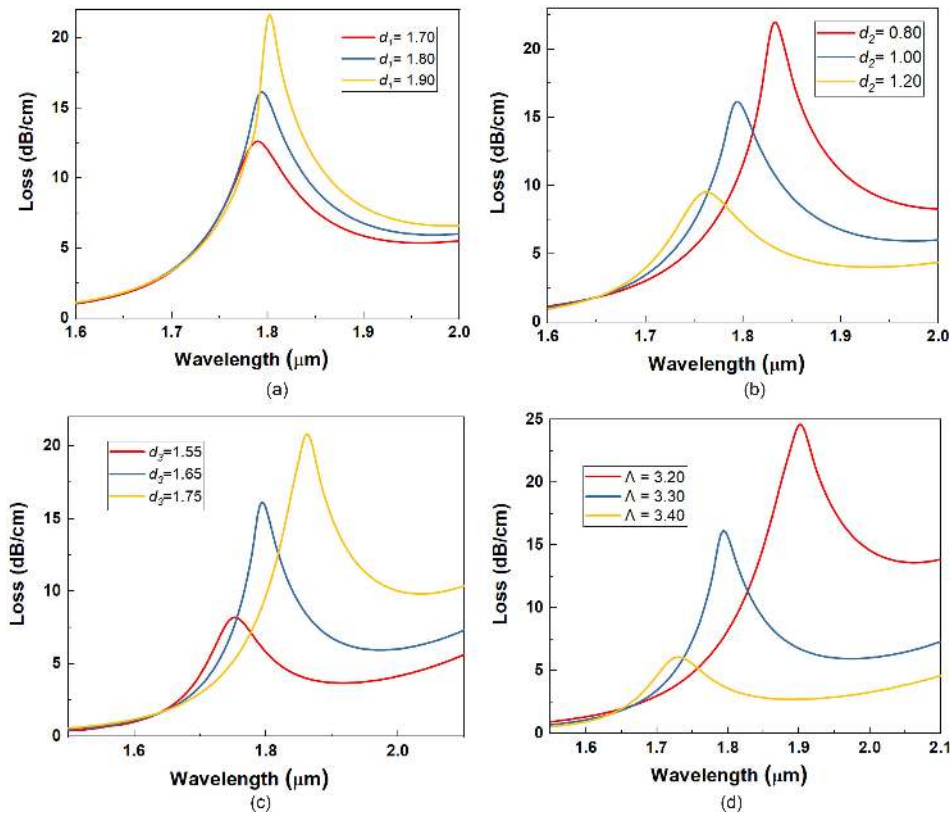 d₁= 1.70
d₁= 1.80
d₁= 1.90
20
15
10
5
0
Loss (dB/cm)
1.6 1.7 1.8 1.9 2.0
Wavelength (μm)
(a)
d₂= 0.80
d₂= 1.00
d₂= 1.20
20
15
10
5
0
Loss (dB/cm)
1.6 1.7 1.8 1.9 2.0
Wavelength (μm)
(b)
d₃=1.55
d₃=1.65
d₃=1.75
20
15
10
5
0
Loss (dB/cm)
1.6 1.8 2.0
Wavelength (μm)
(c)
Λ = 3.20
Λ = 3.30
Λ = 3.40
25
20
15
10
5
0
Loss (dB/cm)
1.6 1.7 1.8 1.9 2.0 2.1
Wavelength (μm)
(d)